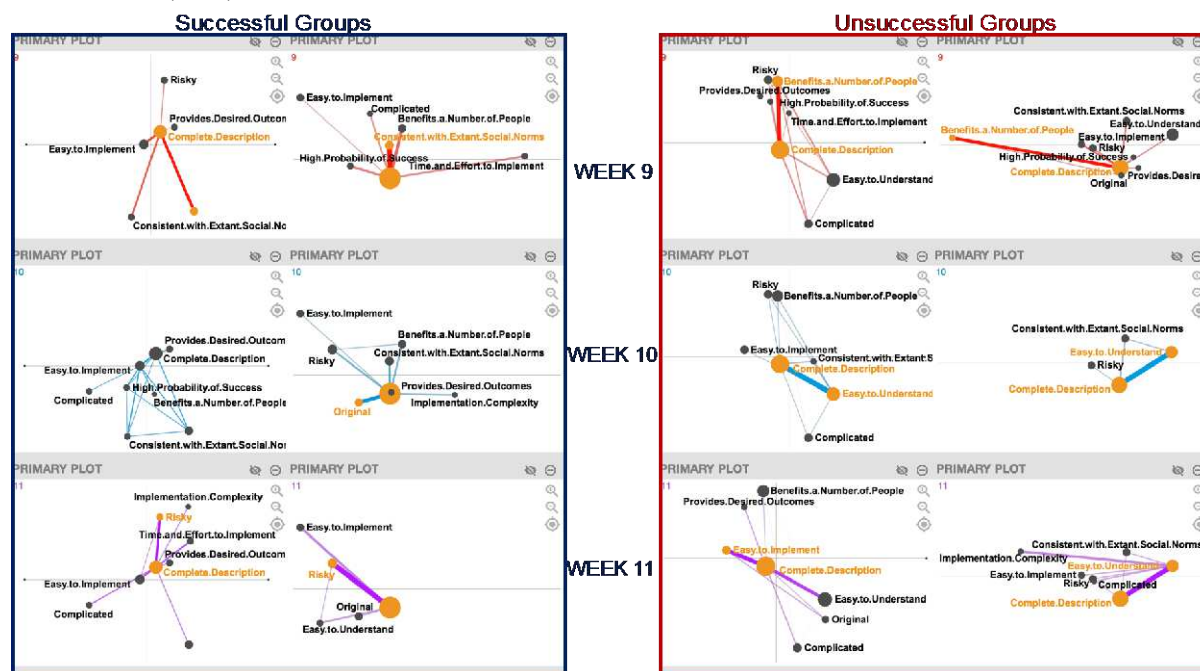 Successful Groups
Unsuccessful Groups
PRIMARY PLOT
9
Risky
Provides.Desired.Outcon
Complete.Description
Easy.to.Implement
Consistent.with.Extant.Social.No
PRIMARY PLOT
9
Easy.to.Implement
Complicated
Benefits.a.Number.of.People
Consistent.with.Extant.Social.Norms
High.Probability.of.Success
Time.and.Effort.to.Implement
WEEK 9
PRIMARY PLOT
9
Risky
Benefits.a.Number.of.People
Provides.Desired.Outcomes
High.Probability.of.Success
Time.and.Effort.to.Implement
Complete.Description
Easy.to.Understand
Complicated
PRIMARY PLOT
9
Consistent.with.Extant.Social.Norms
Easy.to.Understand
Benefits.a.Number.of.People
Easy.to.Implement
Risky
High.Probability.of.Success
Complete.Description
Provides.Desire
Original
PRIMARY PLOT
10
Provides.Desired.Outcom
Complete.Description
Easy.to.Implement
High.Probability.of.Success
Complicated
Benefits.a.Number.of.People
Consistent.with.Extant.Social.Nor
PRIMARY PLOT
10
Easy.to.Implement
Benefits.a.Number.of.People
Risky
Consistent.with.Extant.Social.Norms
Provides.Desired.Outcomes
Implementation.Complexity
Original
WEEK 10
PRIMARY PLOT
10
Risky
Benefits.a.Number.of.People
Easy.to.Implement
Consistent.with.Extant.S
Complete.Description
Easy.to.Understand
Complicated
PRIMARY PLOT
10
Consistent.with.Extant.Social.Norms
Easy.to.Understand
Risky
Complete.Description
PRIMARY PLOT
11
Implementation.Complexity
Risky
Time.and.Effort.to.Implement
Provides.Desired.Outcom
Complete.Description
Easy.to.Implement
Complicated
PRIMARY PLOT
11
Easy.to.Implement
Risky
Original
Easy.to.Understand
WEEK 11
PRIMARY PLOT
11
Benefits.a.Number.of.People
Provides.Desired.Outcomes
Easy.to.Implement
Complete.Description
Easy.to.Understand
Original
Complicated
PRIMARY PLOT
11
Consistent.with.Extant.Social.Norms
Implementation.Complexity
Easy.to.Understand
Easy.to.Implement
Risky
Complicated
Complete.Description